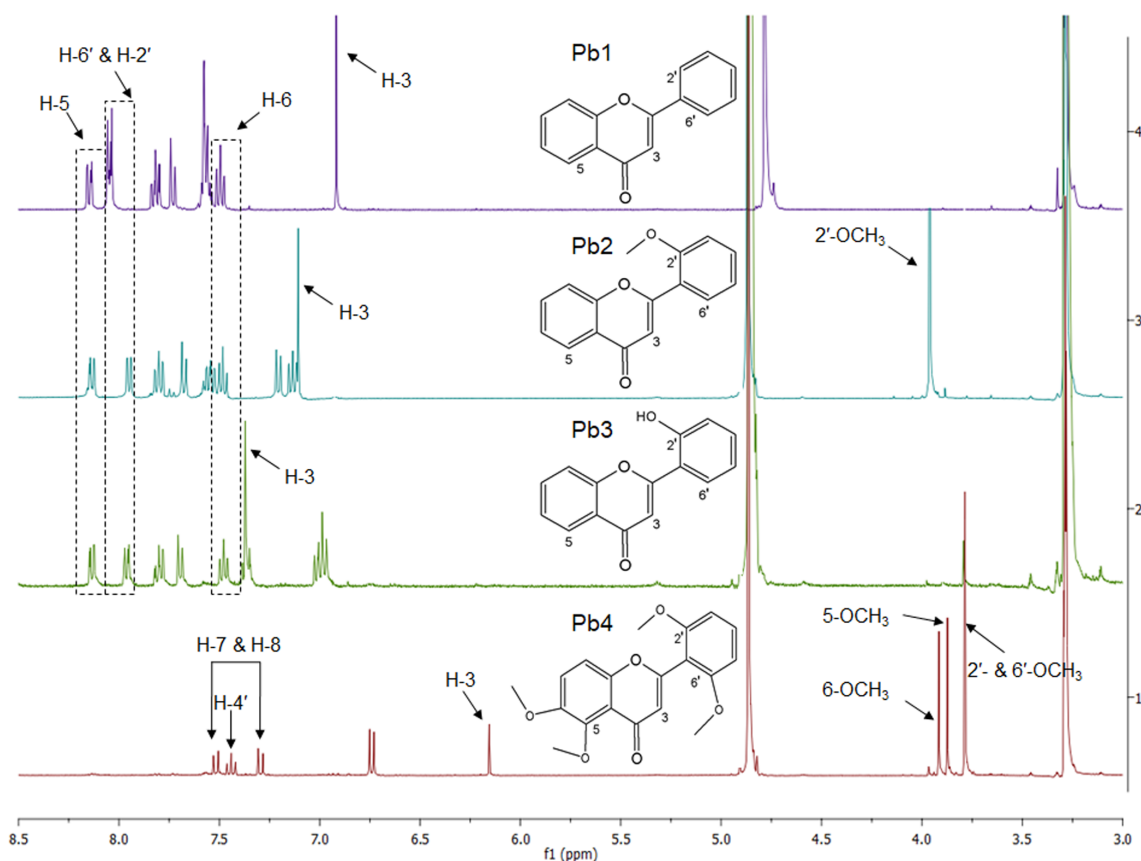 Pb1
H-6′ & H-2′
H-3
H-5
H-6
2'
O
6'
3
5
O
4
Pb2
2′-OCH3
O
2'
H-3
O
6'
3
5
O
3
Pb3
HO
2'
H-3
O
6'
3
5
O
2
Pb4
O
2'
5-OCH3
H-7 & H-8
O
6'
2′- & 6′-OCH3
H-4′
H-3
6-OCH3
O
3
O
5
O
O
1
8.5 8.0 7.5 7.0 6.5 6.0 5.5 5.0 4.5 4.0 3.5 3.0
f1 (ppm)